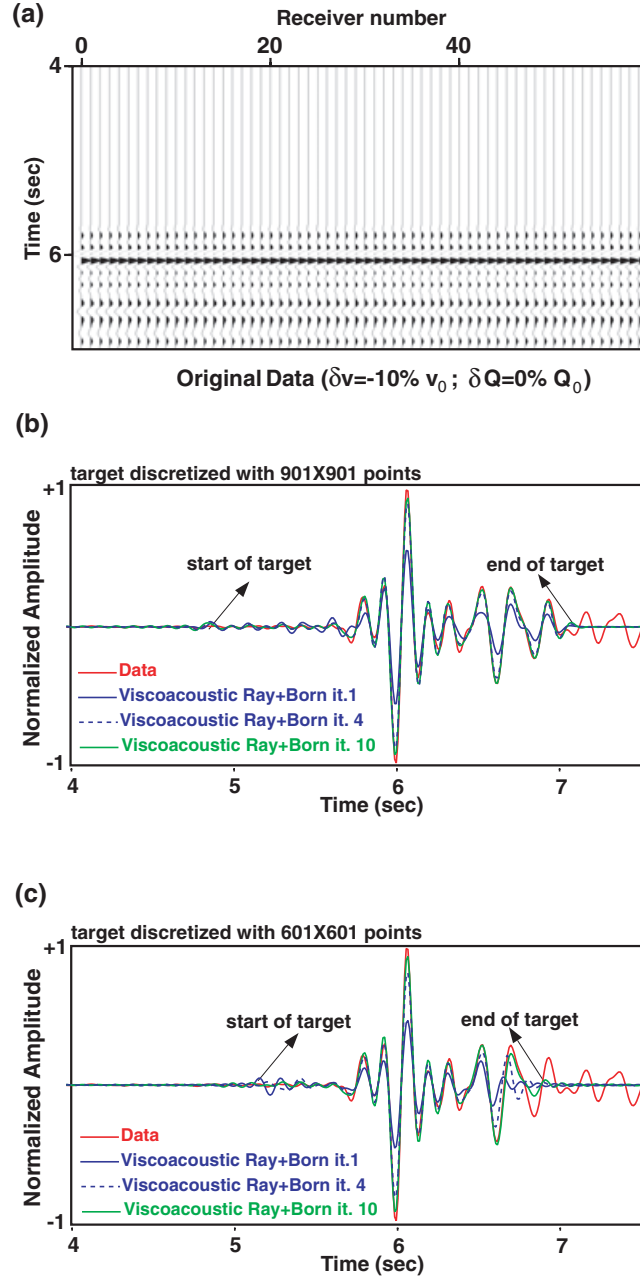 (a)
Receiver number
0 20 40
4
6
Time (sec)
Original Data (δv=-10% v₀ ; δQ=0% Q₀)
(b)
target discretized with 901X901 points
+1
-1
Normalized Amplitude
start of target
end of target
Data
Viscoacoustic Ray+Born it.1
Viscoacoustic Ray+Born it. 4
Viscoacoustic Ray+Born it. 10
4 5 6 7
Time (sec)
(c)
target discretized with 601X601 points
+1
-1
Normalized Amplitude
start of target
end of target
Data
Viscoacoustic Ray+Born it.1
Viscoacoustic Ray+Born it. 4
Viscoacoustic Ray+Born it. 10
4 5 6 7
Time (sec)